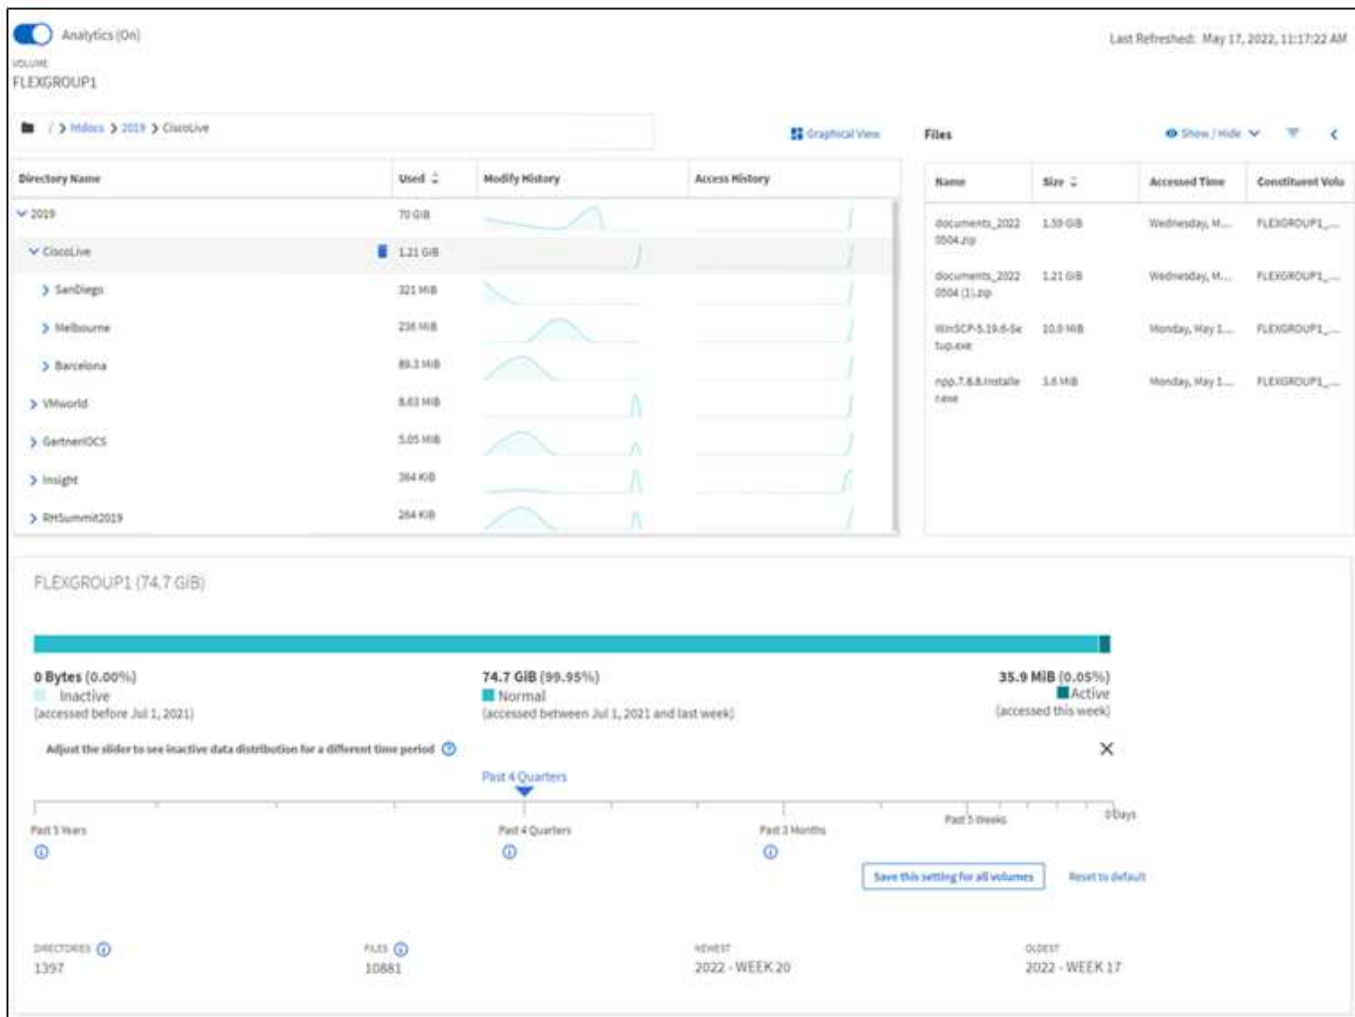 Analytics (On)
Last Refreshed: May 17, 2022, 11:17:22 AM
VOLUME
FLEXGROUP1
/ > htdocs > 2019 > CiscoLive
Graphical View
Files
Show / Hide
Directory Name Used Modify History Access History
2019 70 GiB
CiscoLive 1.21 GiB
SanDiego 321 MiB
Melbourne 236 MiB
Barcelona 89.3 MiB
VMworld 8.63 MiB
GartnerIOCS 5.05 MiB
Insight 364 KiB
RHSummit2019 264 KiB
Name Size Accessed Time Constituent Volu
documents_2022 1.59 GiB Wednesday, M... FLEXGROUP1_...
0504.zip
documents_2022 1.21 GiB Wednesday, M... FLEXGROUP1_...
0504 (1).zip
WinSCP-5.19.6-Se 10.9 MiB Monday, May 1... FLEXGROUP1_...
tup.exe
npp.7.8.8.Installe 3.6 MiB Monday, May 1... FLEXGROUP1_...
r.exe
FLEXGROUP1 (74.7 GiB)
0 Bytes (0.00%) 74.7 GiB (99.95%) 35.9 MiB (0.05%)
Inactive Normal Active
(accessed before Jul 1, 2021) (accessed between Jul 1, 2021 and last week) (accessed this week)
Adjust the slider to see inactive data distribution for a different time period
Past 4 Quarters
Past 5 Years Past 4 Quarters Past 3 Months Past 5 Weeks 0 Days
Save this setting for all volumes Reset to default
DIRECTORIES FILES NEWEST OLDEST
1397 10881 2022 - WEEK 20 2022 - WEEK 17